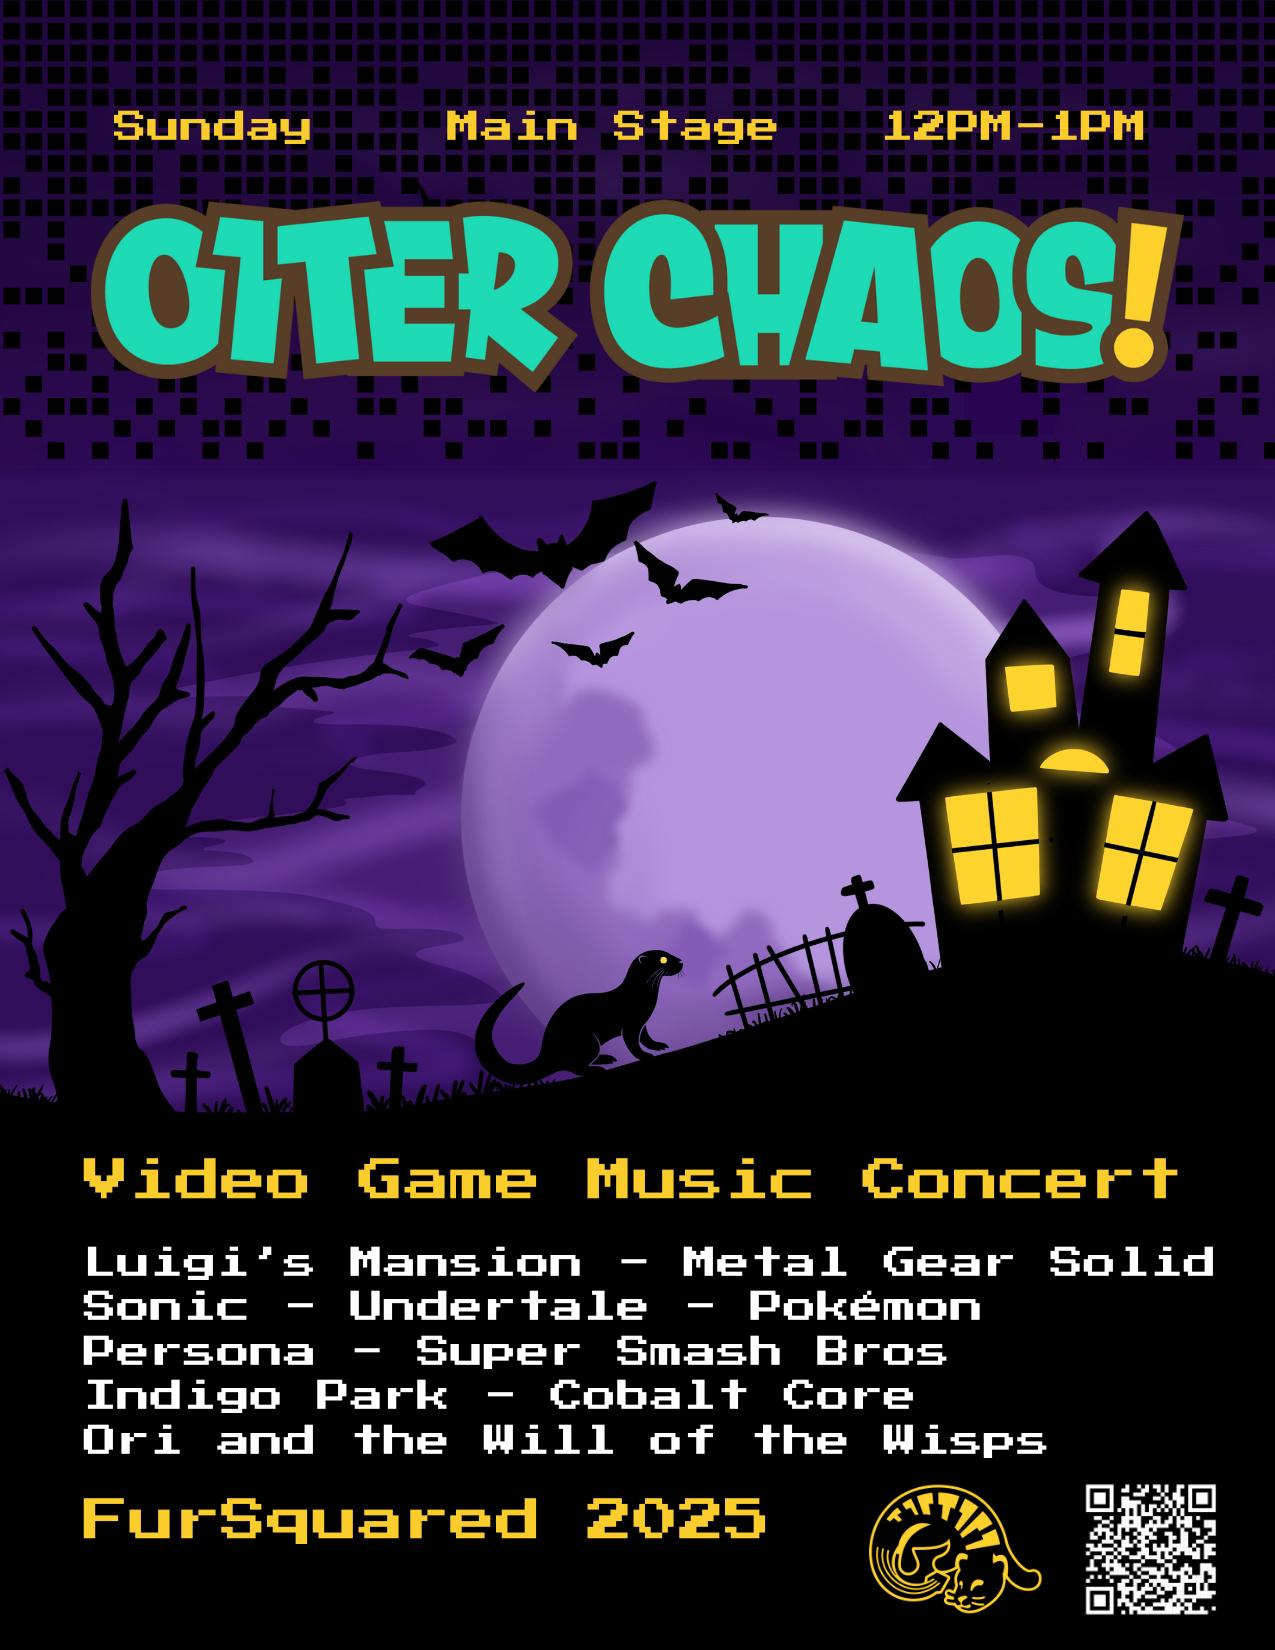 Sunday Main Stage 12PM-1PM
OTTER CHAOS!
Video Game Music Concert
Luigi's Mansion - Metal Gear Solid
Sonic - Undertale - Pokémon
Persona - Super Smash Bros
Indigo Park - Cobalt Core
Ori and the Will of the Wisps
FurSquared 2025